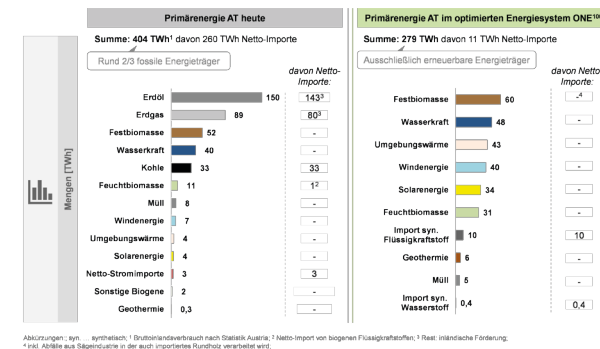 Primärenergie AT heute
Primärenergie AT im optimierten Energiesystem ONE¹⁰⁰
Summe: 404 TWh¹ davon 260 TWh Netto-Importe
Summe: 279 TWh davon 11 TWh Netto-Importe
Rund 2/3 fossile Energieträger
Ausschließlich erneuerbare Energieträger
davon Netto-
Importe:
davon Netto-
Importe:
Mengen [TWh]
Erdöl 150 143³
Erdgas 89 80³
Festbiomasse 52 -
Wasserkraft 40 -
Kohle 33 33
Feuchtbiomasse 11 1²
Müll 8 -
Windenergie 7 -
Umgebungswärme 4 -
Solarenergie 4 -
Netto-Stromimporte 3 3
Sonstige Biogene 2 -
Geothermie 0,3 -
Festbiomasse 60 -⁴
Wasserkraft 48 -
Umgebungswärme 43 -
Windenergie 40 -
Solarenergie 34 -
Feuchtbiomasse 31 -
Import syn.
Flüssigkraftstoff 10 10
Geothermie 6 -
Müll 5 -
Import syn.
Wasserstoff 0,4 0,4
Abkürzungen:; syn. ... synthetisch; ¹ Bruttoinlandsverbrauch nach Statistik Austria; ² Netto-Import von biogenen Flüssigkraftstoffen; ³ Rest: inländische Förderung;
⁴ inkl. Abfälle aus Sägeindustrie in der auch importiertes Rundholz verarbeitet wird;